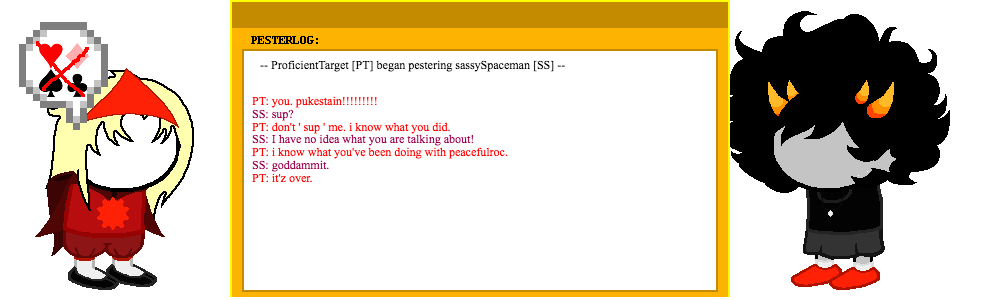 PESTERLOG:
-- ProficientTarget [PT] began pestering sassySpaceman [SS] --
PT: you. pukestain!!!!!!!!!
SS: sup?
PT: don't ' sup ' me. i know what you did.
SS: I have no idea what you are talking about!
PT: i know what you've been doing with peacefulroc.
SS: goddammit.
PT: it'z over.